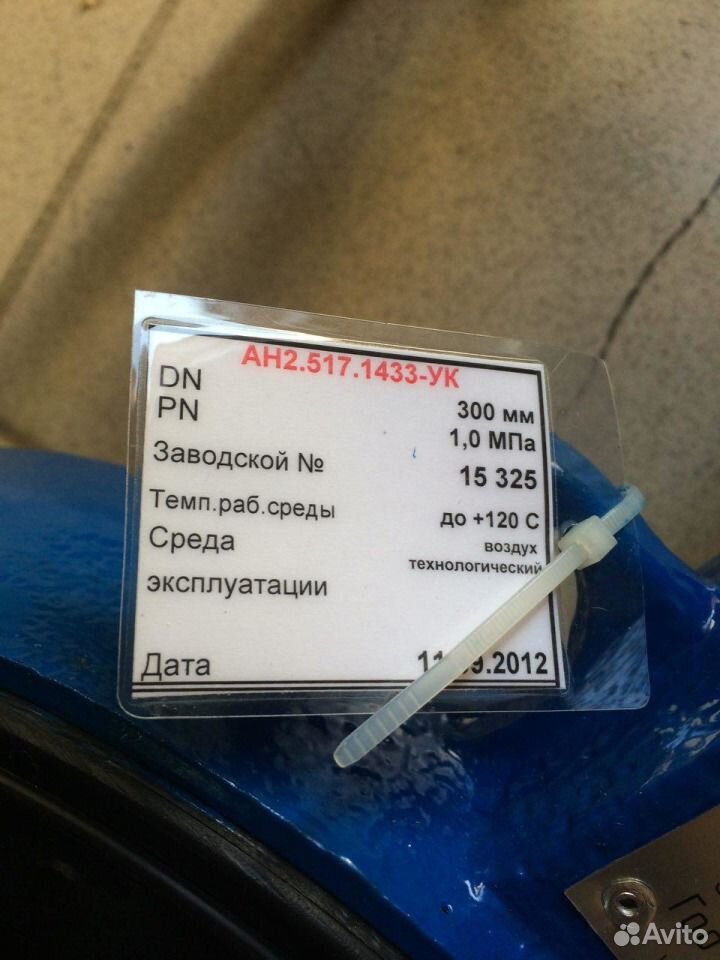 АН2.517.1433-УК
DN 300 мм
PN 1,0 МПа
Заводской № 15 325
Темп.раб.среды до +120 С
Среда воздух
эксплуатации технологический
Дата .2012
Avito